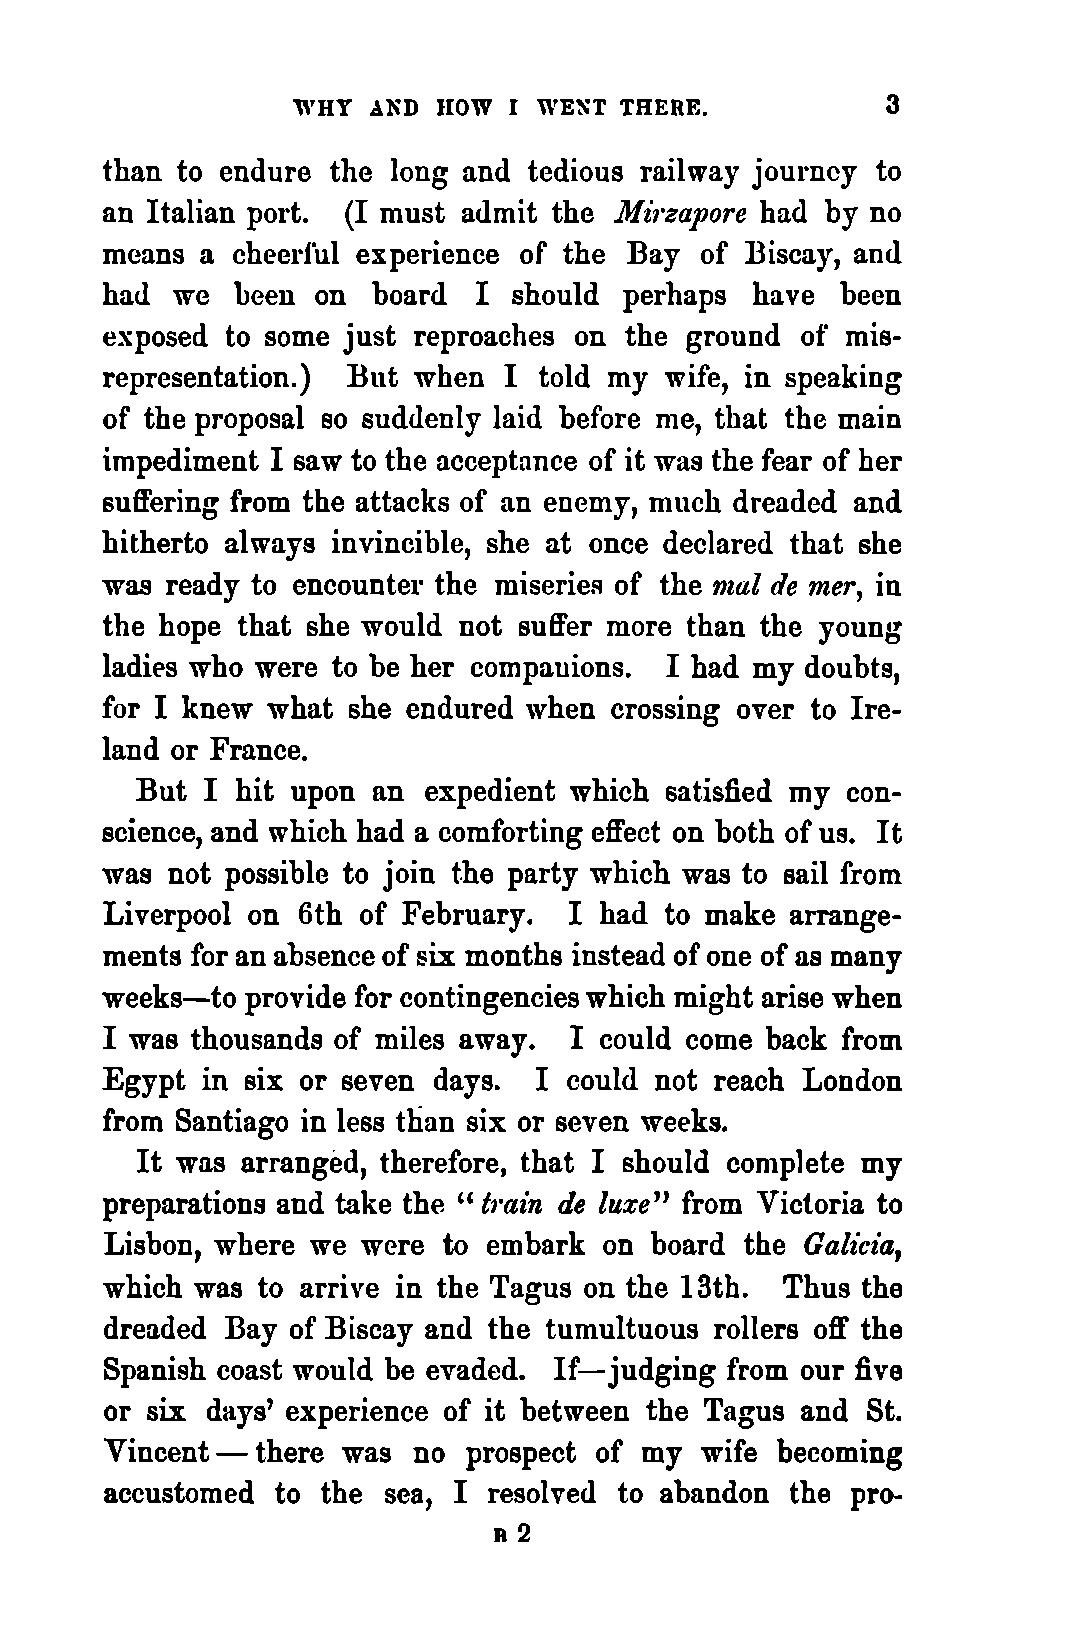 WHY AND HOW I WENT THERE. 3
than to endure the long and tedious railway journey to
an Italian port. (I must admit the Mirzapore had by no
means a cheerful experience of the Bay of Biscay, and
had we been on board I should perhaps have been
exposed to some just reproaches on the ground of mis-
representation.) But when I told my wife, in speaking
of the proposal so suddenly laid before me, that the main
impediment I saw to the acceptance of it was the fear of her
suffering from the attacks of an enemy, much dreaded and
hitherto always invincible, she at once declared that she
was ready to encounter the miseries of the mal de mer, in
the hope that she would not suffer more than the young
ladies who were to be her companions. I had my doubts,
for I knew what she endured when crossing over to Ire-
land or France.
But I hit upon an expedient which satisfied my con-
science, and which had a comforting effect on both of us. It
was not possible to join the party which was to sail from
Liverpool on 6th of February. I had to make arrange-
ments for an absence of six months instead of one of as many
weeks—to provide for contingencies which might arise when
I was thousands of miles away. I could come back from
Egypt in six or seven days. I could not reach London
from Santiago in less than six or seven weeks.
It was arranged, therefore, that I should complete my
preparations and take the "train de luxe" from Victoria to
Lisbon, where we were to embark on board the Galicia,
which was to arrive in the Tagus on the 13th. Thus the
dreaded Bay of Biscay and the tumultuous rollers off the
Spanish coast would be evaded. If—judging from our five
or six days' experience of it between the Tagus and St.
Vincent — there was no prospect of my wife becoming
accustomed to the sea, I resolved to abandon the pro-
B 2